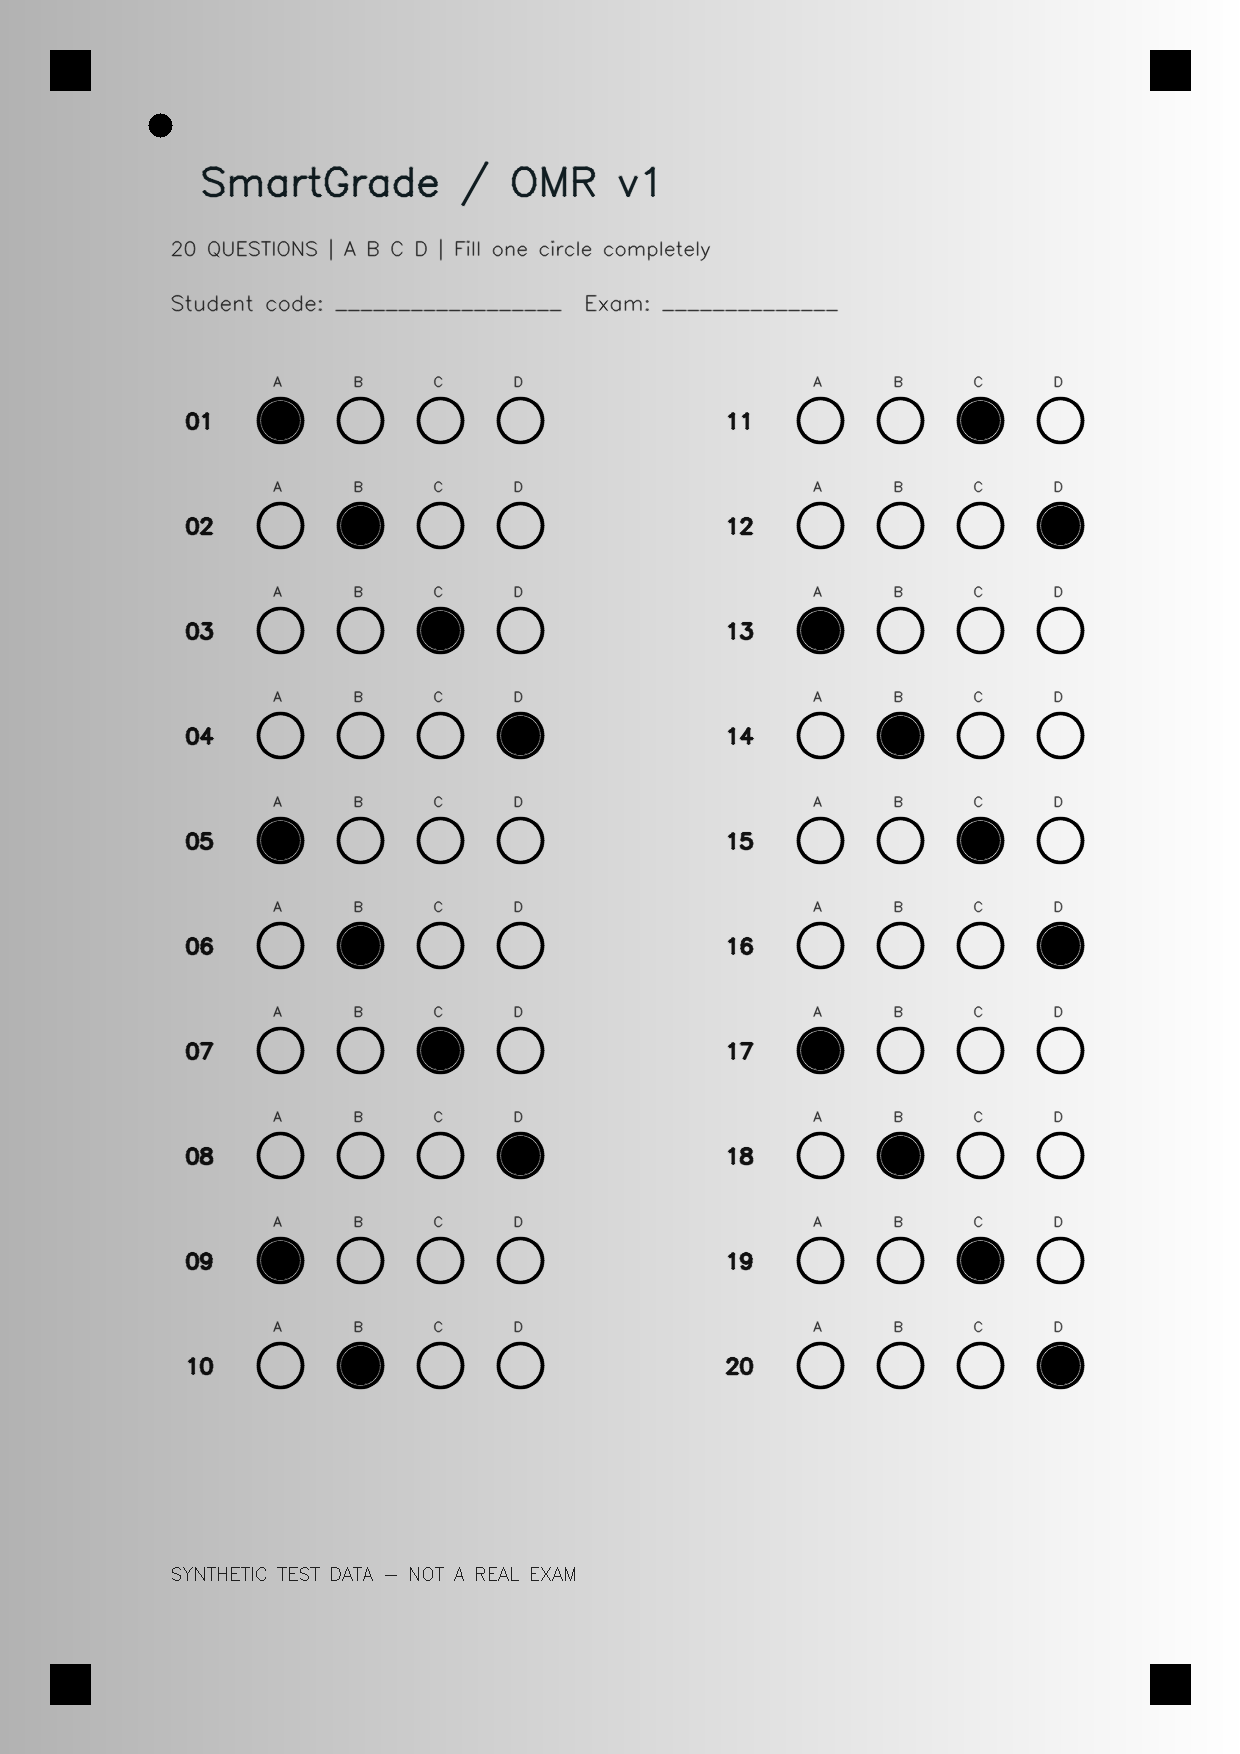 SmartGrade / OMR v1
20 QUESTIONS | A B C D | Fill one circle completely
Student code: __________________ Exam: ______________
A B C D
01
A B C D
02
A B C D
03
A B C D
04
A B C D
05
A B C D
06
A B C D
07
A B C D
08
A B C D
09
A B C D
10
A B C D
11
A B C D
12
A B C D
13
A B C D
14
A B C D
15
A B C D
16
A B C D
17
A B C D
18
A B C D
19
A B C D
20
SYNTHETIC TEST DATA — NOT A REAL EXAM